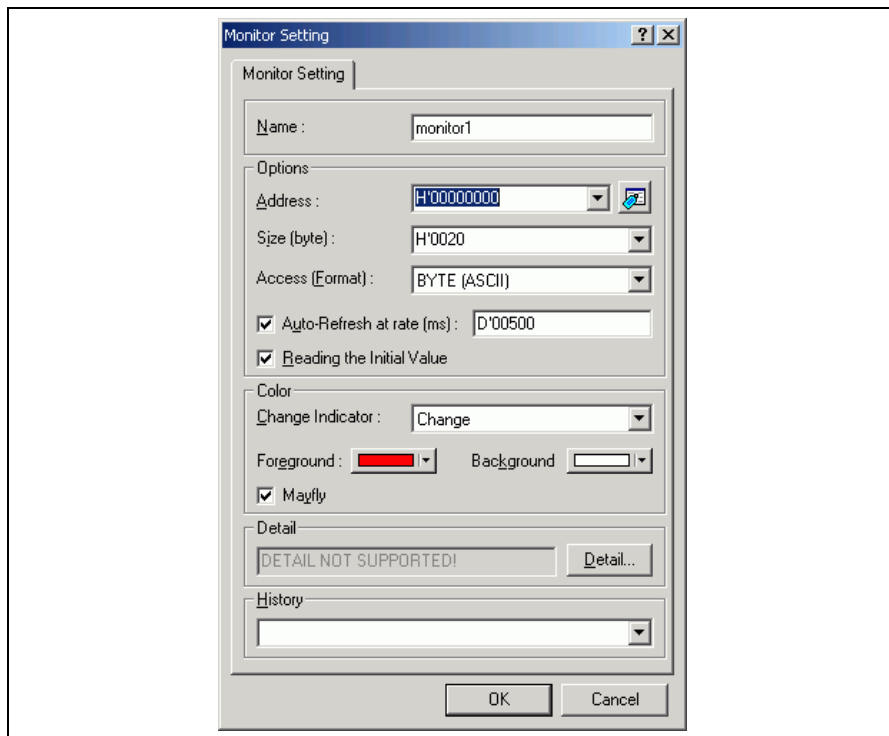 Monitor Setting
Monitor Setting
Name : monitor1
Options
Address : H'00000000
Size (byte) : H'0020
Access (Format) : BYTE (ASCII)
Auto-Refresh at rate (ms) : D'00500
Reading the Initial Value
Color
Change Indicator : Change
Foreground : Background
Mayfly
Detail
DETAIL NOT SUPPORTED! Detail...
History
OK Cancel